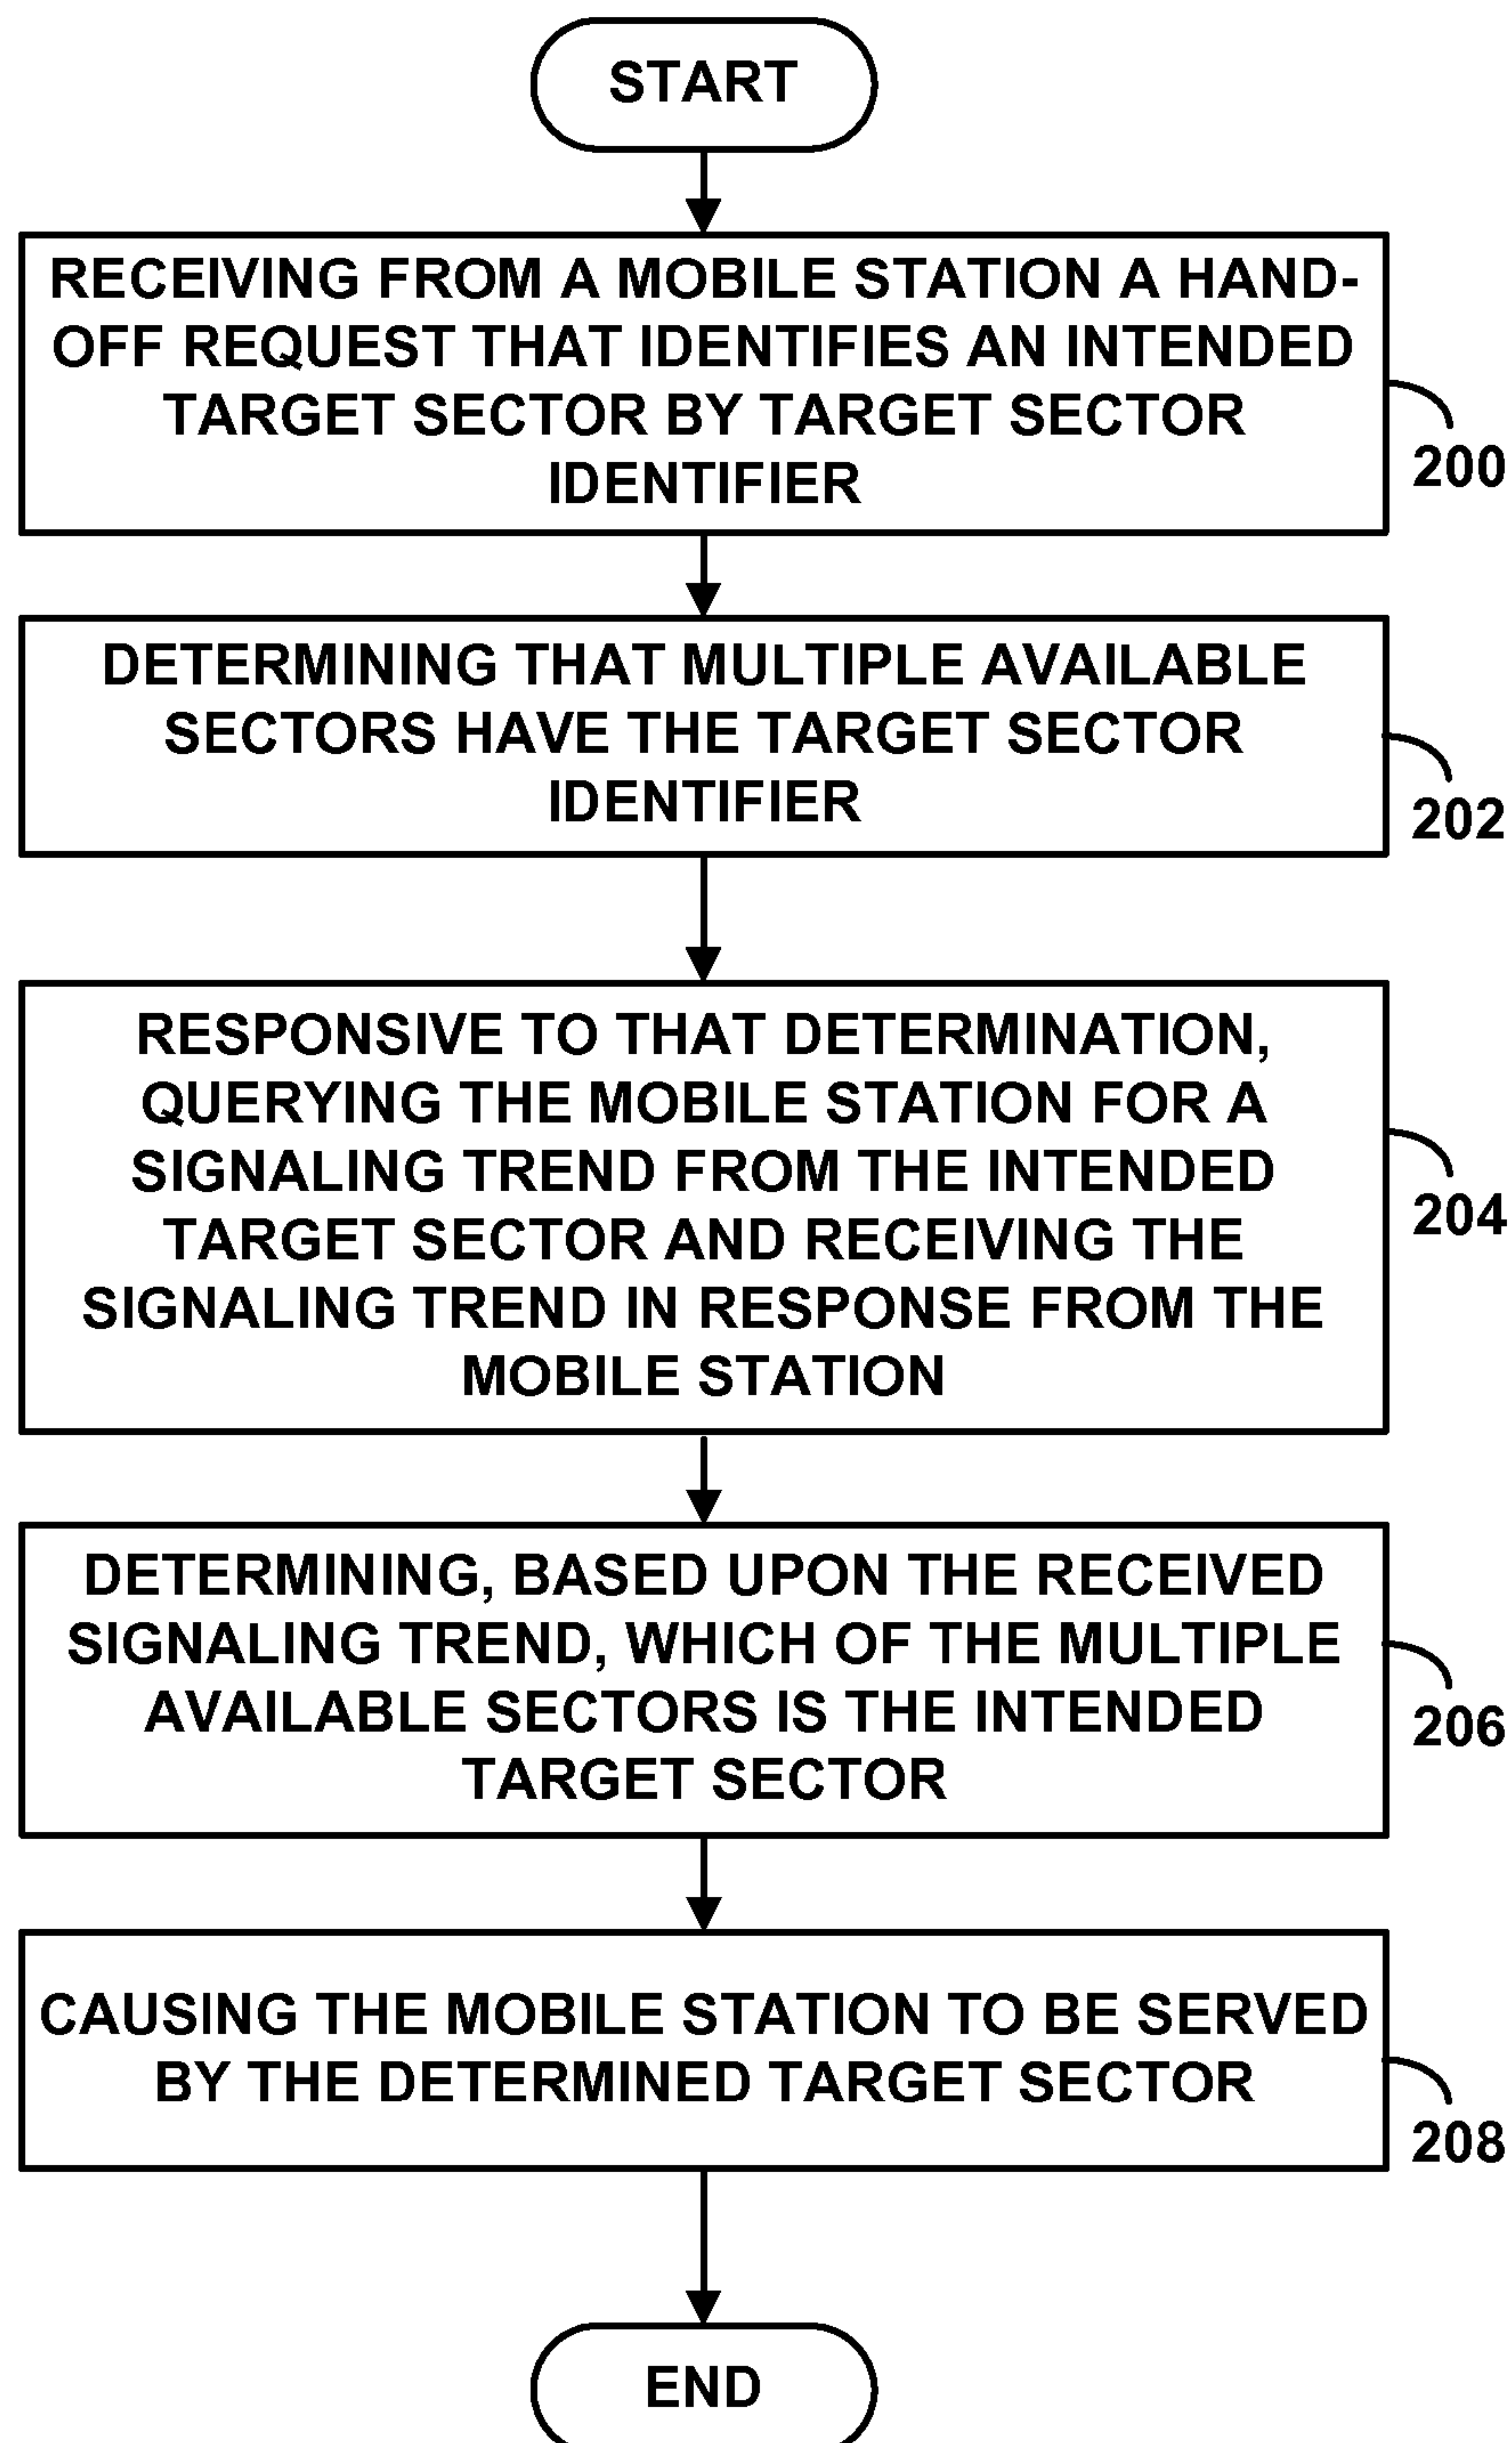 START
RECEIVING FROM A MOBILE STATION A HAND-
OFF REQUEST THAT IDENTIFIES AN INTENDED
TARGET SECTOR BY TARGET SECTOR
IDENTIFIER
200
DETERMINING THAT MULTIPLE AVAILABLE
SECTORS HAVE THE TARGET SECTOR
IDENTIFIER
202
RESPONSIVE TO THAT DETERMINATION,
QUERYING THE MOBILE STATION FOR A
SIGNALING TREND FROM THE INTENDED
TARGET SECTOR AND RECEIVING THE
SIGNALING TREND IN RESPONSE FROM THE
MOBILE STATION
204
DETERMINING, BASED UPON THE RECEIVED
SIGNALING TREND, WHICH OF THE MULTIPLE
AVAILABLE SECTORS IS THE INTENDED
TARGET SECTOR
206
CAUSING THE MOBILE STATION TO BE SERVED
BY THE DETERMINED TARGET SECTOR
208
END